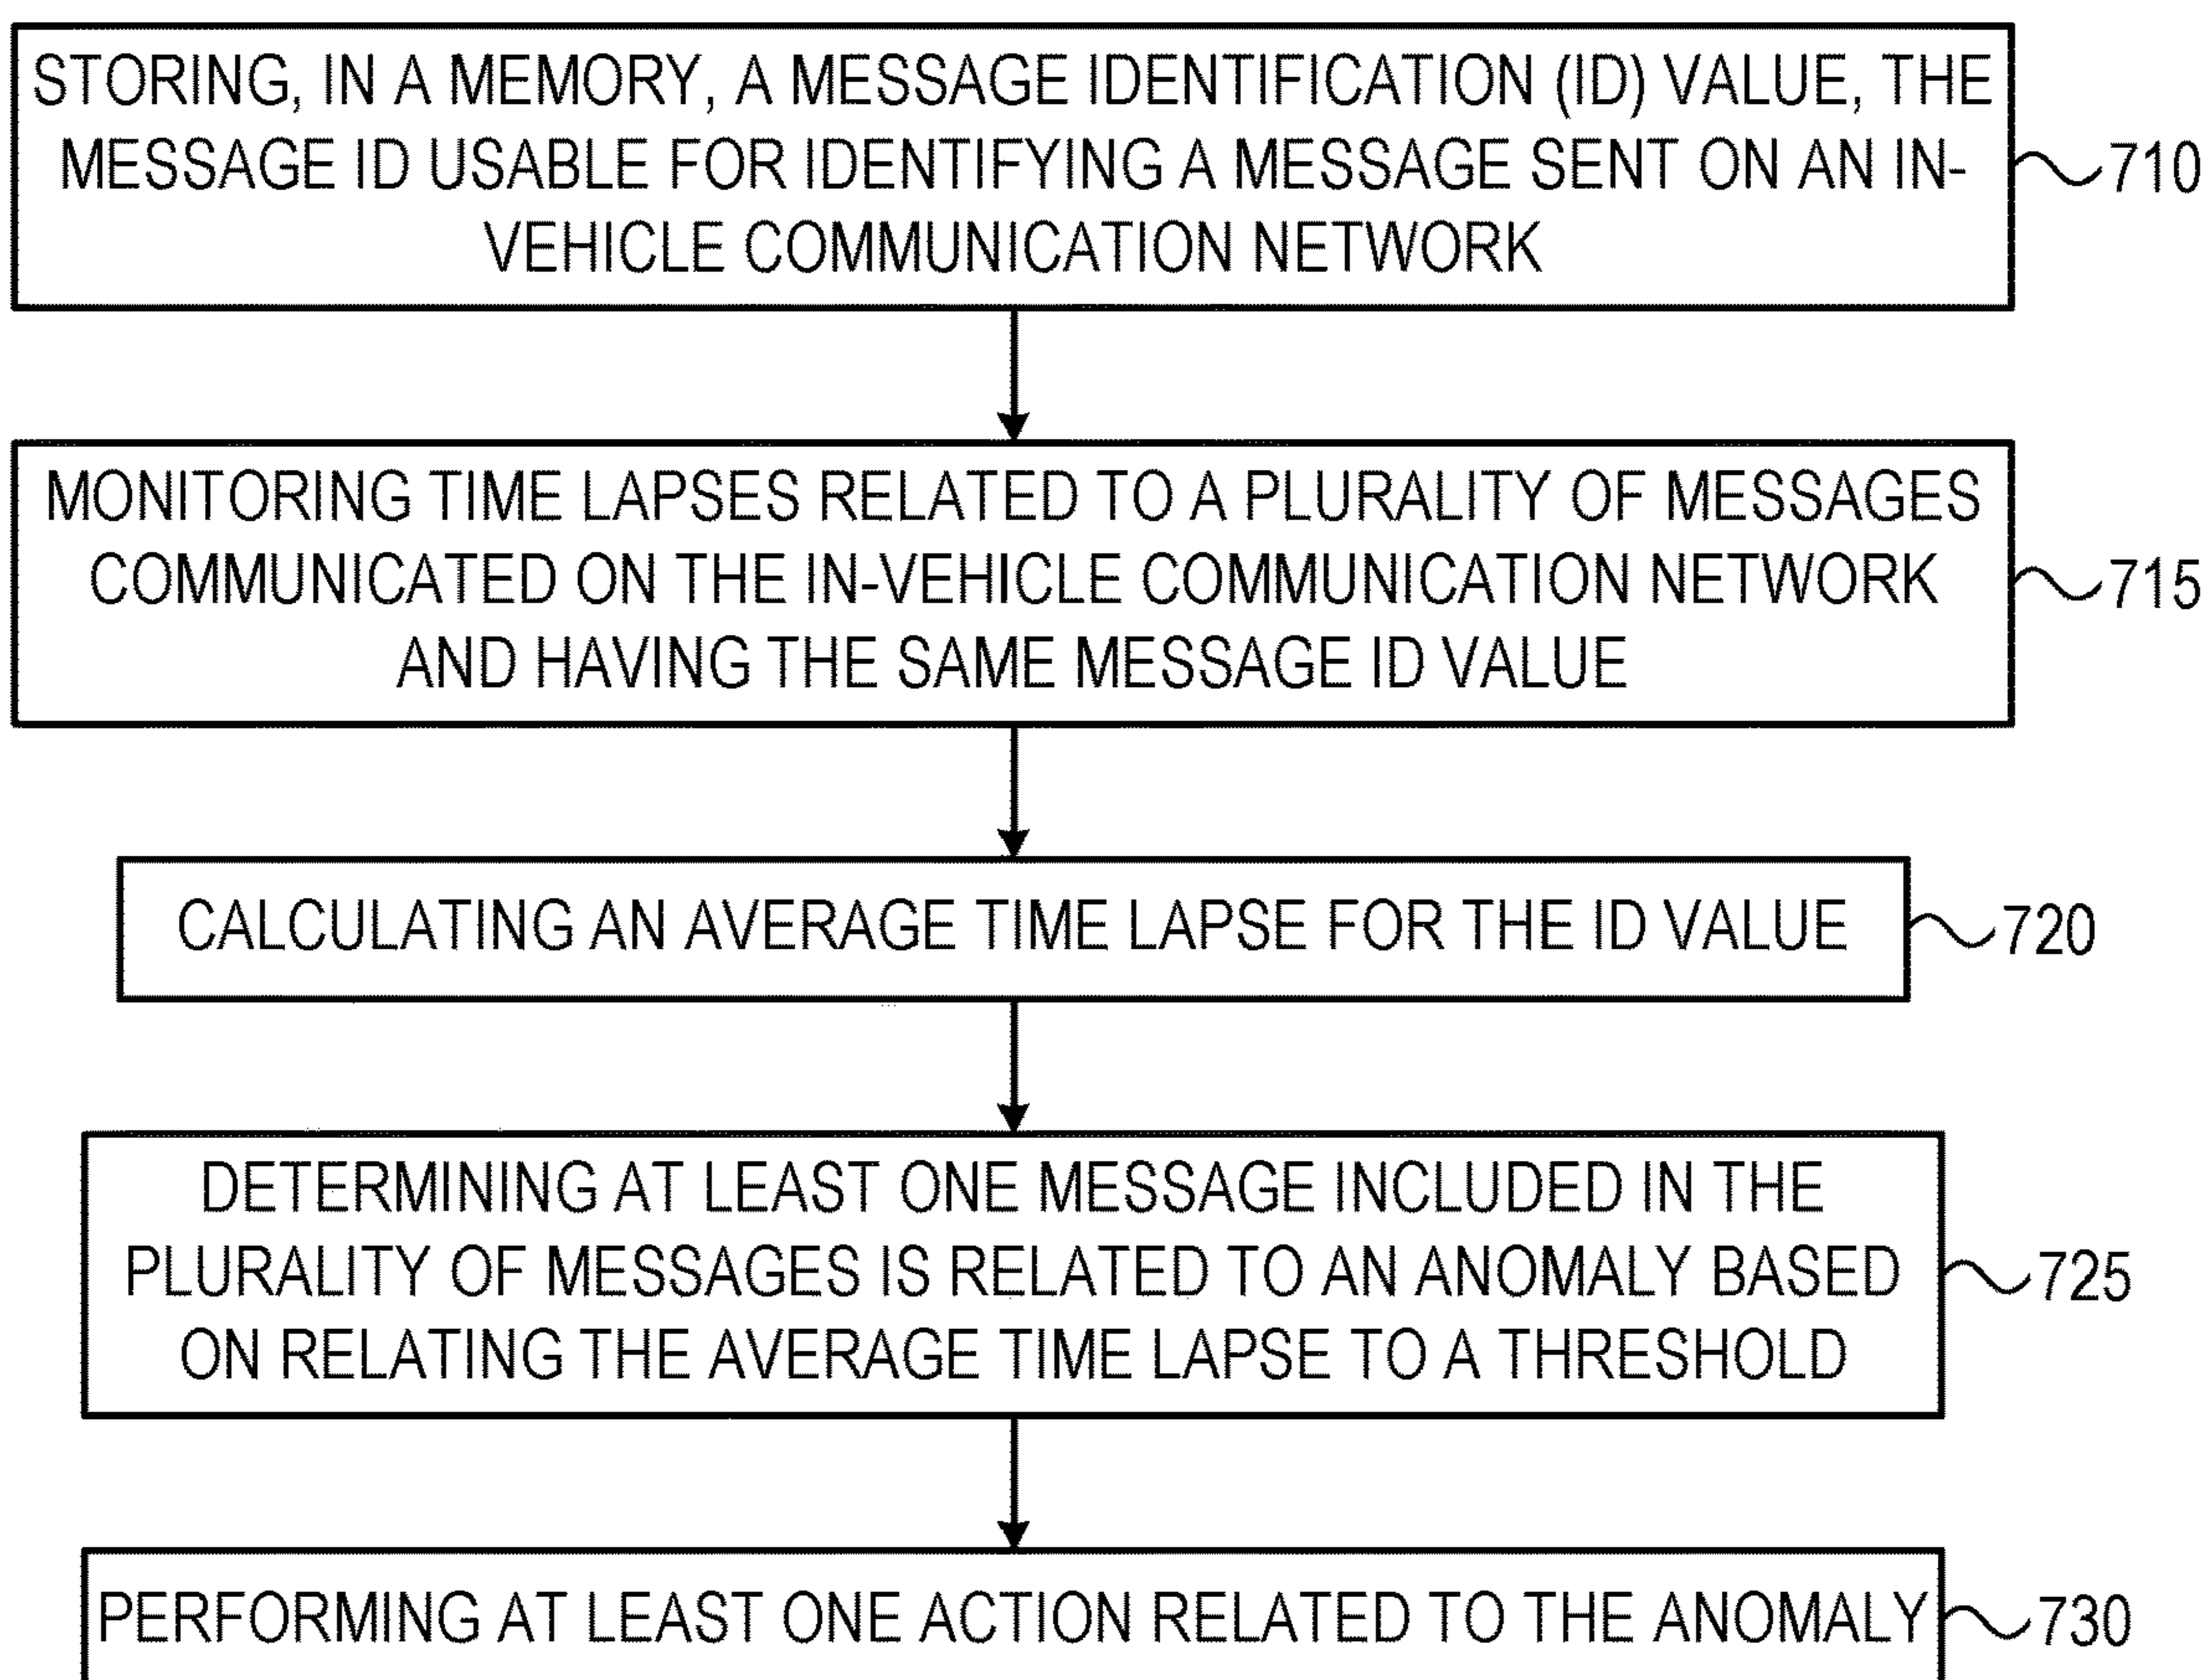 STORING, IN A MEMORY, A MESSAGE IDENTIFICATION (ID) VALUE, THE
MESSAGE ID USABLE FOR IDENTIFYING A MESSAGE SENT ON AN IN-
VEHICLE COMMUNICATION NETWORK
710
MONITORING TIME LAPSES RELATED TO A PLURALITY OF MESSAGES
COMMUNICATED ON THE IN-VEHICLE COMMUNICATION NETWORK
AND HAVING THE SAME MESSAGE ID VALUE
715
CALCULATING AN AVERAGE TIME LAPSE FOR THE ID VALUE
720
DETERMINING AT LEAST ONE MESSAGE INCLUDED IN THE
PLURALITY OF MESSAGES IS RELATED TO AN ANOMALY BASED
ON RELATING THE AVERAGE TIME LAPSE TO A THRESHOLD
725
PERFORMING AT LEAST ONE ACTION RELATED TO THE ANOMALY
730